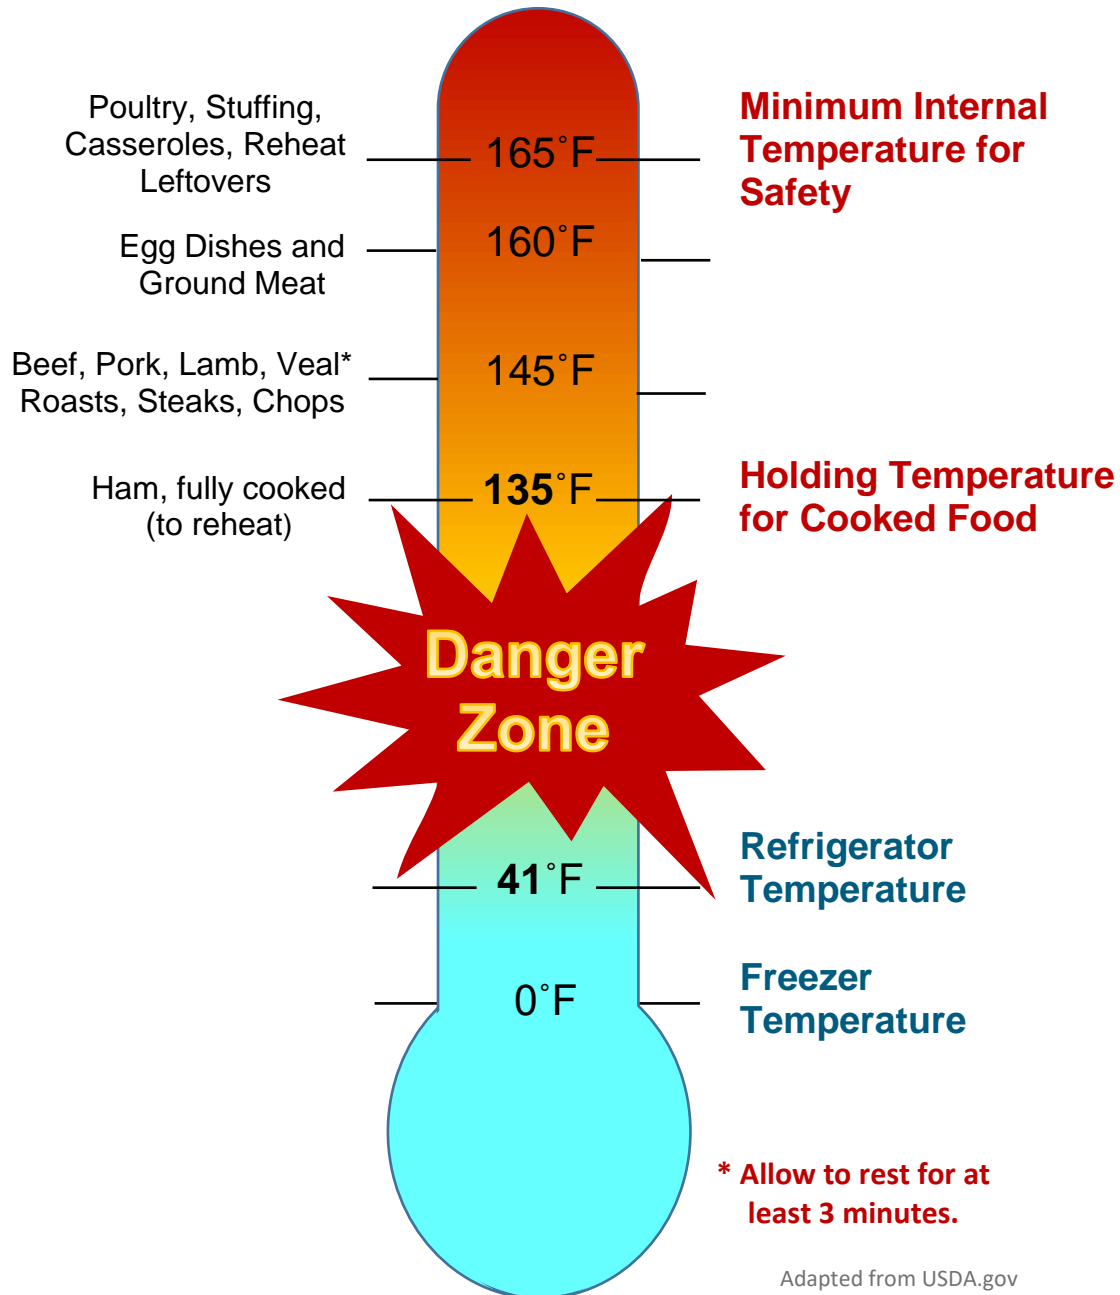 Poultry, Stuffing,
Casseroles, Reheat
Leftovers
165°F
Minimum Internal
Temperature for
Safety
Egg Dishes and
Ground Meat
160°F
Beef, Pork, Lamb, Veal*
Roasts, Steaks, Chops
145°F
Ham, fully cooked
(to reheat)
135°F
Holding Temperature
for Cooked Food
Danger
Zone
41°F
Refrigerator
Temperature
0°F
Freezer
Temperature
* Allow to rest for at
least 3 minutes.
Adapted from USDA.gov